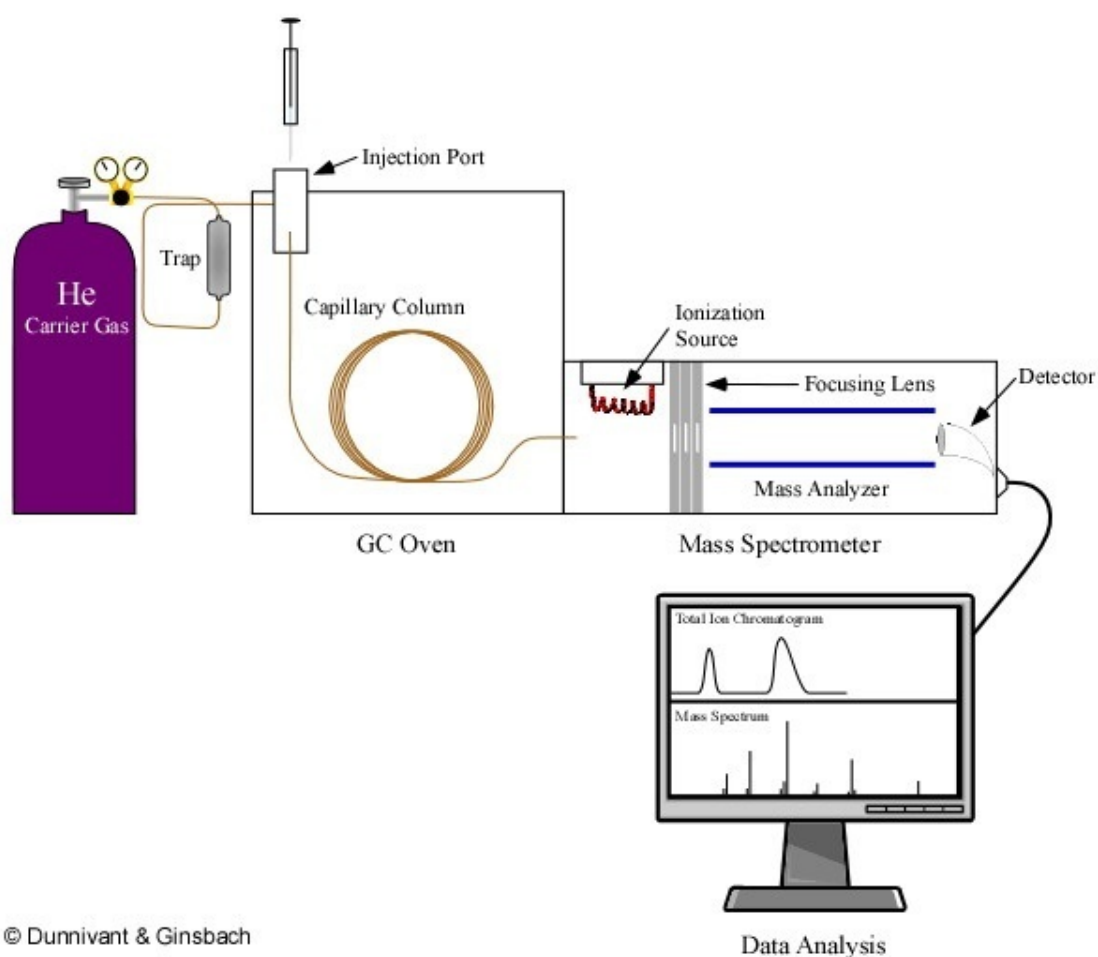 Injection Port
Trap
He
Carrier Gas
Capillary Column
Ionization
Source
Focusing Lens
Detector
Mass Analyzer
GC Oven
Mass Spectrometer
Total Ion Chromatogram
Mass Spectrum
© Dunnivant & Ginsbach
Data Analysis